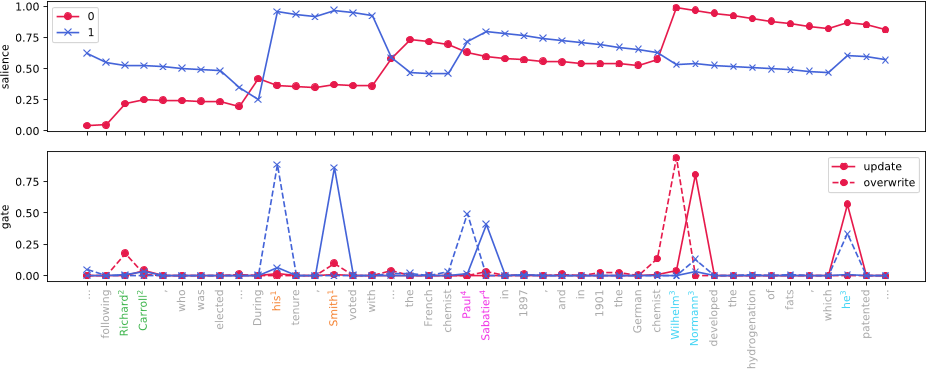 1.00
0.75
0.50
0.25
0.00
salience
0
1
0.75
0.50
0.25
0.00
gate
update
overwrite
... following Richard² Carroll² , who was elected ... During his¹ tenure , Smith¹ voted with ... the French chemist Paul⁴ Sabatier⁴ in 1897 , and in 1901 the German chemist Wilhelm³ Normann³ developed the hydrogenation of fats , which he³ patented ...